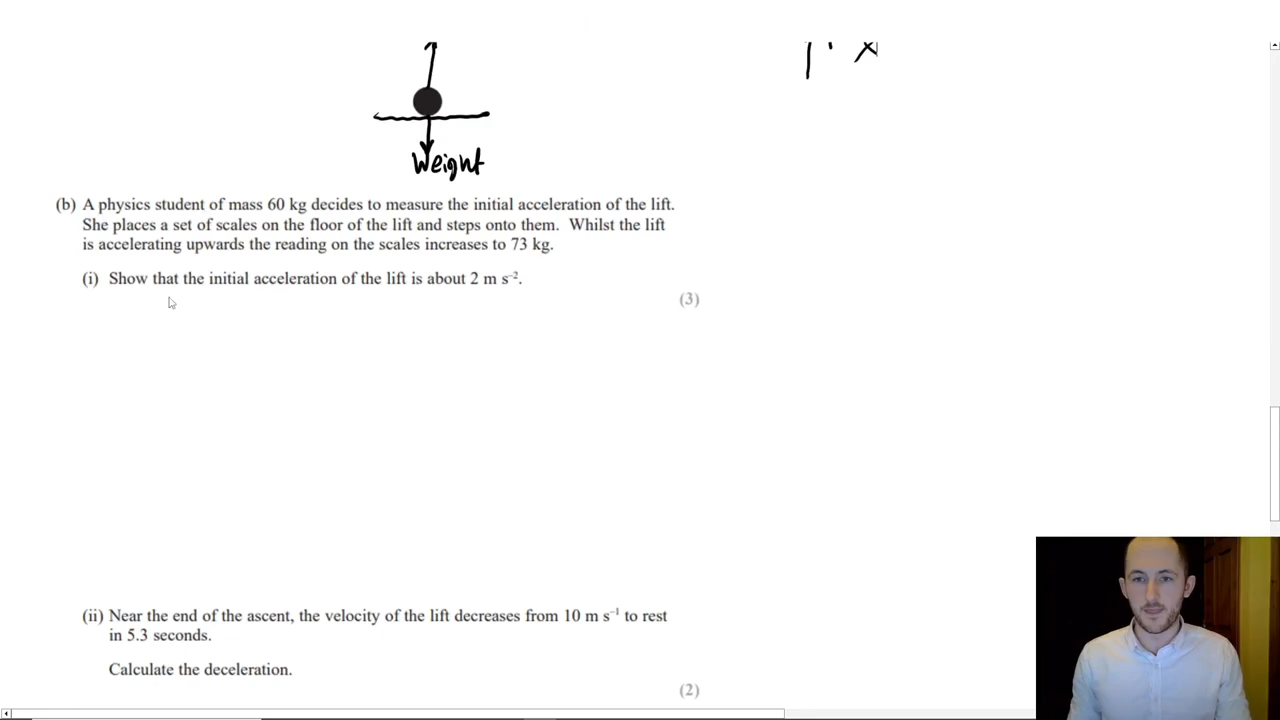 Weight
(b) A physics student of mass 60 kg decides to measure the initial acceleration of the lift.
She places a set of scales on the floor of the lift and steps onto them. Whilst the lift
is accelerating upwards the reading on the scales increases to 73 kg.
(i) Show that the initial acceleration of the lift is about 2 m s⁻².
(3)
(ii) Near the end of the ascent, the velocity of the lift decreases from 10 m s⁻¹ to rest
in 5.3 seconds.
Calculate the deceleration.
(2)